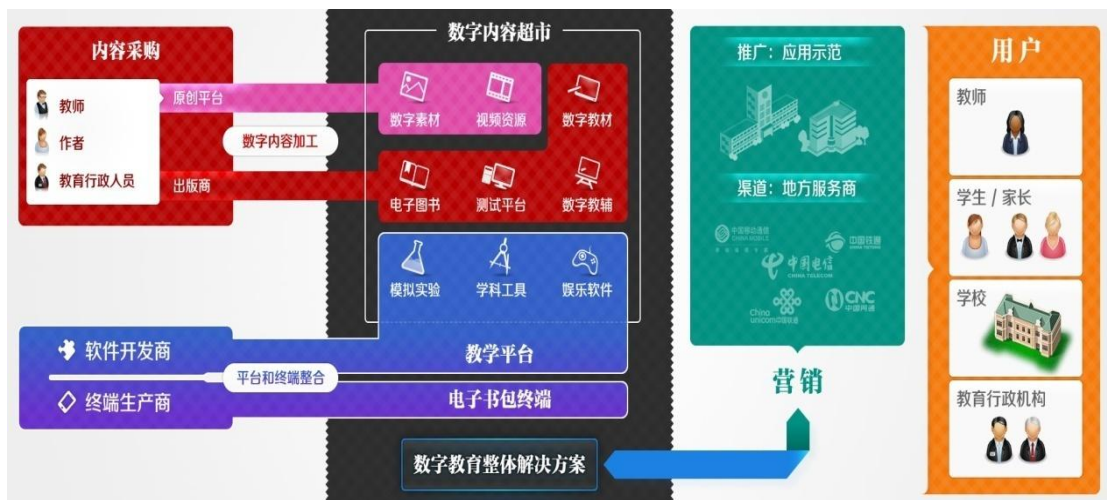 内容采购
教师
作者
教育行政人员
原创平台
数字内容加工
出版商
软件开发商
终端生产商
平台和终端整合
数字内容超市
数字素材
视频资源
数字教材
电子图书
测试平台
数字教辅
模拟实验
学科工具
娱乐软件
教学平台
电子书包终端
数字教育整体解决方案
推广：应用示范
渠道：地方服务商
中国移动通信
CHINA MOBILE
中国铁通
中国电信
CHINA TELECOM
China
unicom中国联通
CNC
中国网通
营销
用户
教师
学生 / 家长
学校
教育行政机构